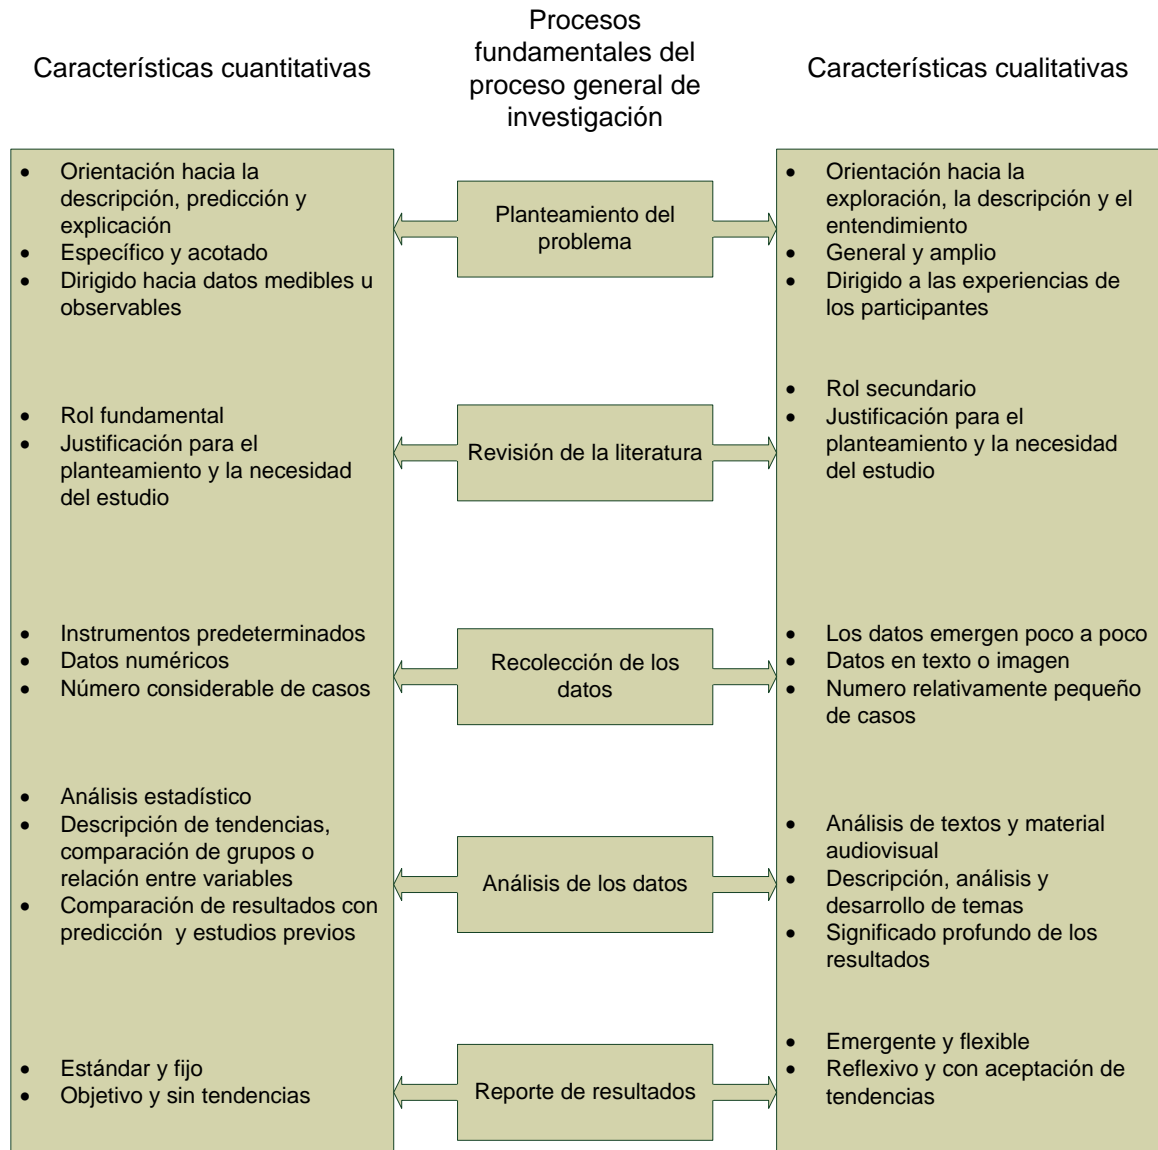 Procesos
fundamentales del
proceso general de
investigación
Características cuantitativas
Características cualitativas
• Orientación hacia la
descripción, predicción y
explicación
• Específico y acotado
• Dirigido hacia datos medibles u
observables
Planteamiento del
problema
• Orientación hacia la
exploración, la descripción y el
entendimiento
• General y amplio
• Dirigido a las experiencias de
los participantes
• Rol fundamental
• Justificación para el
planteamiento y la necesidad
del estudio
Revisión de la literatura
• Rol secundario
• Justificación para el
planteamiento y la necesidad
del estudio
• Instrumentos predeterminados
• Datos numéricos
• Número considerable de casos
Recolección de los
datos
• Los datos emergen poco a poco
• Datos en texto o imagen
• Numero relativamente pequeño
de casos
• Análisis estadístico
• Descripción de tendencias,
comparación de grupos o
relación entre variables
• Comparación de resultados con
predicción y estudios previos
Análisis de los datos
• Análisis de textos y material
audiovisual
• Descripción, análisis y
desarrollo de temas
• Significado profundo de los
resultados
• Estándar y fijo
• Objetivo y sin tendencias
Reporte de resultados
• Emergente y flexible
• Reflexivo y con aceptación de
tendencias